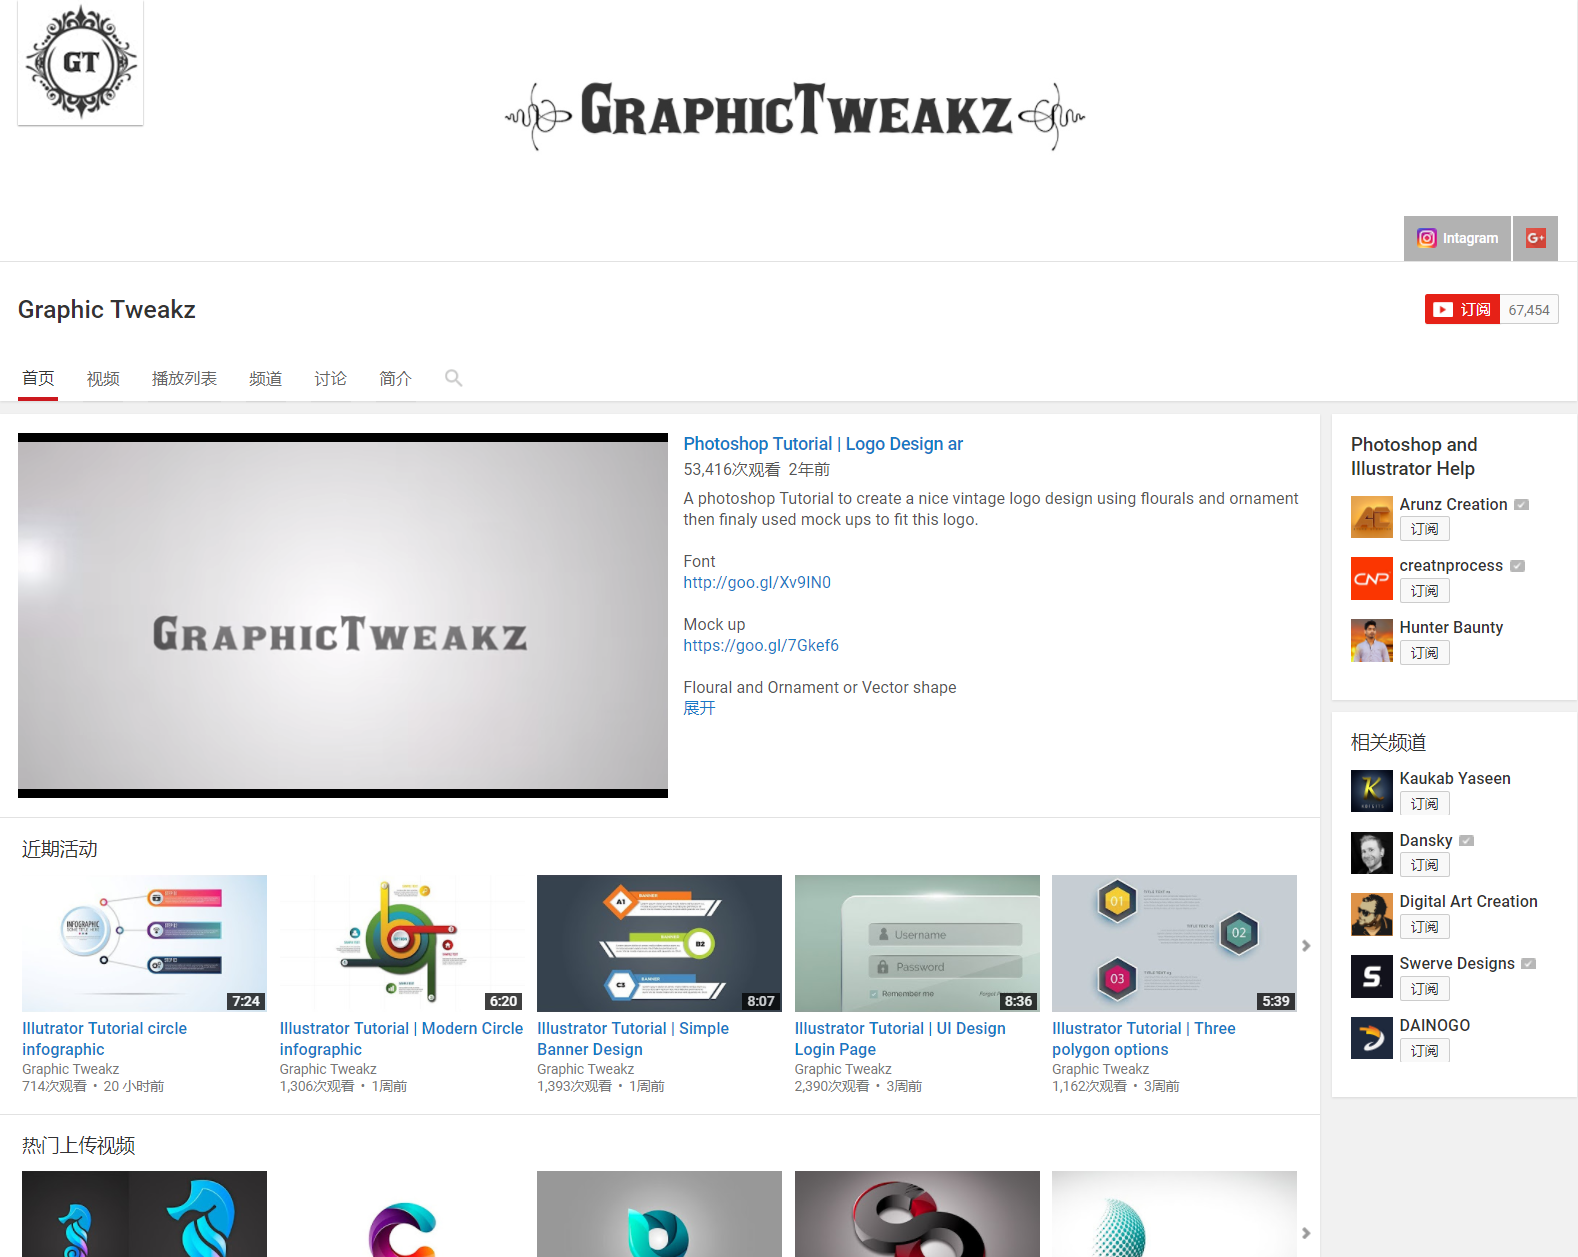 GT
GraphicTweakz
Intagram
G+
Graphic Tweakz
订阅 67,454
首页 视频 播放列表 频道 讨论 简介
GraphicTweakz
Photoshop Tutorial | Logo Design ar
53,416次观看 2年前
A photoshop Tutorial to create a nice vintage logo design using flourals and ornament
then finaly used mock ups to fit this logo.
Font
http://goo.gl/Xv9IN0
Mock up
https://goo.gl/7Gkef6
Floural and Ornament or Vector shape
展开
近期活动
INFOGRAPHIC
7:24
Illutrator Tutorial circle
infographic
Graphic Tweakz
714次观看 • 20 小时前
6:20
Illustrator Tutorial | Modern Circle
infographic
Graphic Tweakz
1,306次观看 • 1周前
A1
BANNER
B2
BANNER
C3
BANNER
8:07
Illustrator Tutorial | Simple
Banner Design
Graphic Tweakz
1,393次观看 • 1周前
Username
Password
Remember me
8:36
Illustrator Tutorial | UI Design
Login Page
Graphic Tweakz
2,390次观看 • 3周前
01
02
03
5:39
Illustrator Tutorial | Three
polygon options
Graphic Tweakz
1,162次观看 • 3周前
热门上传视频
Photoshop and
Illustrator Help
Arunz Creation
订阅
CNP
creatnprocess
订阅
Hunter Baunty
订阅
相关频道
Kaukab Yaseen
订阅
Dansky
订阅
Digital Art Creation
订阅
Swerve Designs
订阅
DAINOGO
订阅